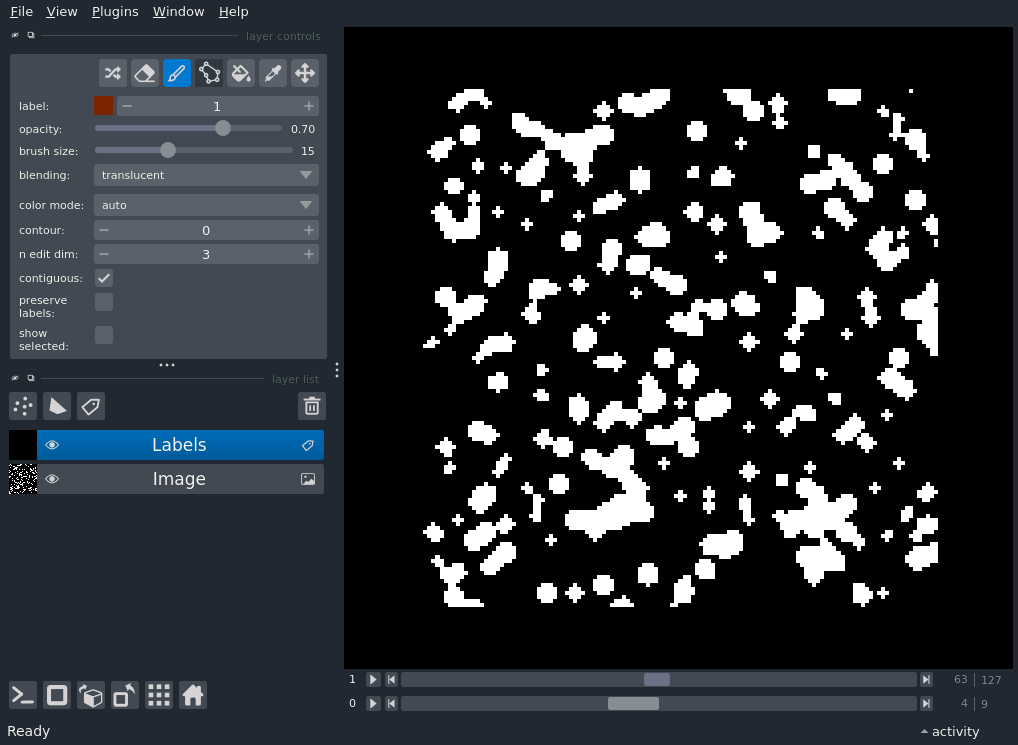 File View Plugins Window Help
layer controls
label: 1
opacity: 0.70
brush size: 15
blending: translucent
color mode: auto
contour: 0
n edit dim: 3
contiguous:
preserve
labels:
show
selected:
layer list
Labels
Image
1 63 127
0 4 9
Ready activity